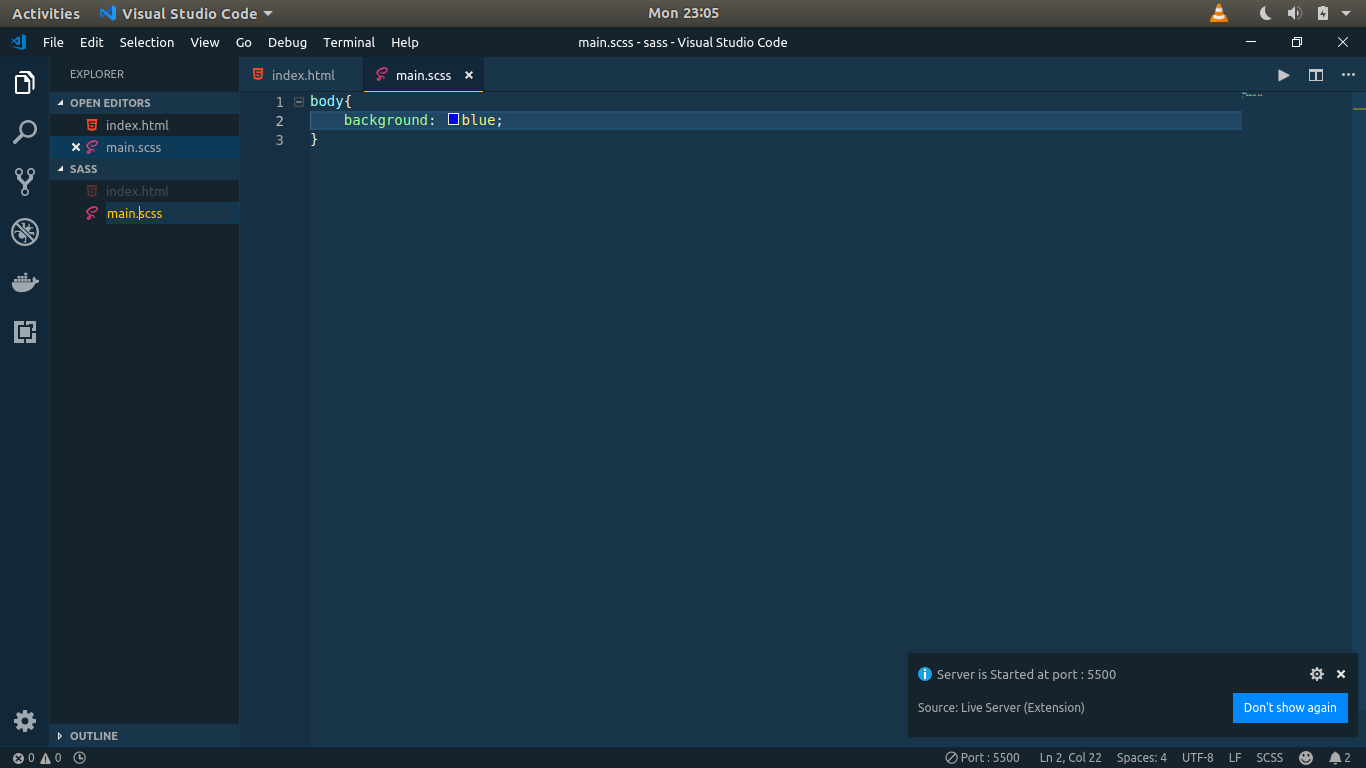 Activities Visual Studio Code Mon 23:05
File Edit Selection View Go Debug Terminal Help main.scss - sass - Visual Studio Code
EXPLORER
OPEN EDITORS
index.html
main.scss
SASS
index.html
main.scss
OUTLINE
index.html main.scss
1 body{
2 background: blue;
3 }
Server is Started at port : 5500
Source: Live Server (Extension) Don't show again
0 0 Port : 5500 Ln 2, Col 22 Spaces: 4 UTF-8 LF SCSS 2